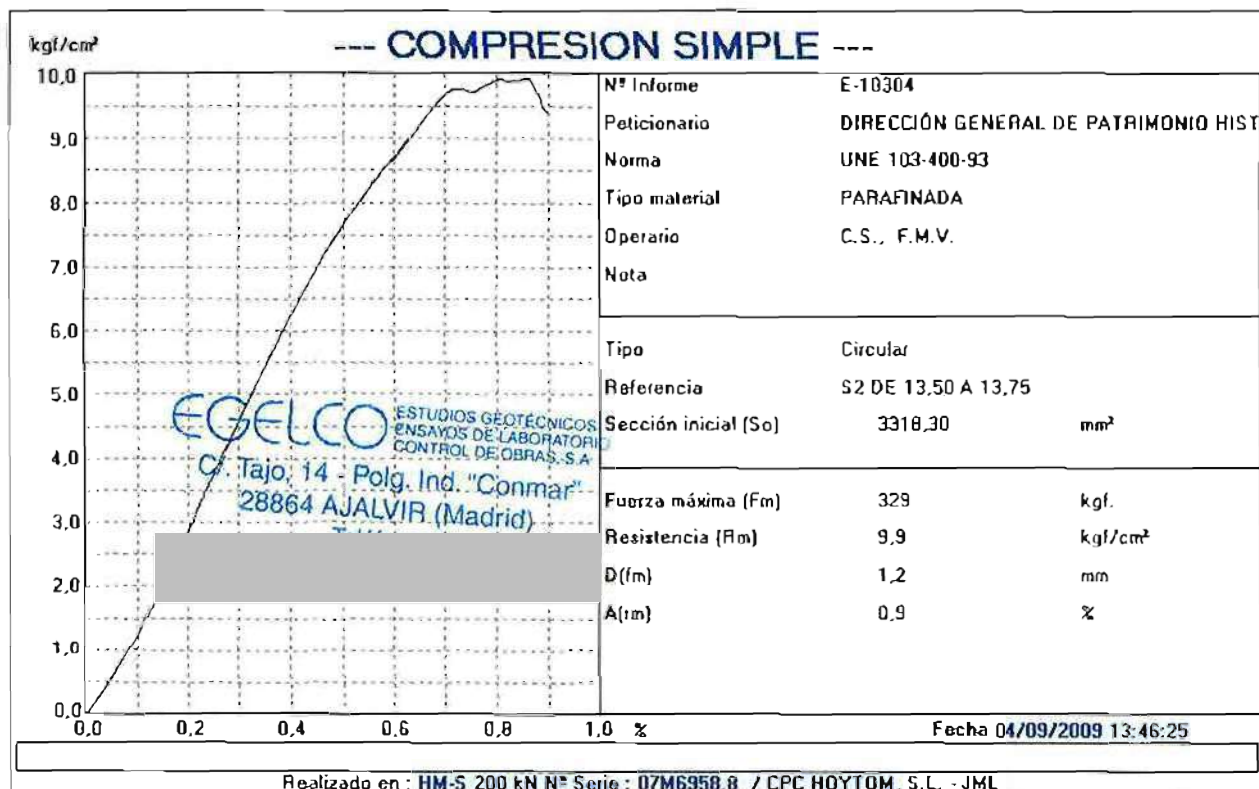 --- COMPRESION SIMPLE ---
kgf/cm²
10,0
9,0
8,0
7,0
6,0
5,0
4,0
3,0
2,0
1,0
0,0
0,0 0,2 0,4 0,6 0,8 1,0 %
EGELCO
ESTUDIOS GEOTÉCNICOS
ENSAYOS DE LABORATORIO
CONTROL DE OBRAS, S.A
C/. Tajo, 14 - Polg. Ind. "Conmar"
28864 AJALVIR (Madrid)
Nº Informe E-10304
Peticionario DIRECCIÓN GENERAL DE PATRIMONIO HIST
Norma UNE 103-400-93
Tipo material PARAFINADA
Operario C.S., F.M.V.
Nota
Tipo Circular
Referencia S2 DE 13,50 A 13,75
Sección inicial (So) 3318,30 mm²
Fuerza máxima (Fm) 329 kgf.
Resistencia (Rm) 9,9 kgf/cm²
D(fm) 1,2 mm
A(rm) 0,9 %
Fecha 04/09/2009 13:46:25
Realizado en : HM-S 200 kN Nº Serie : 07M6958.8 / CPC HOYTOM, S.L. - JML